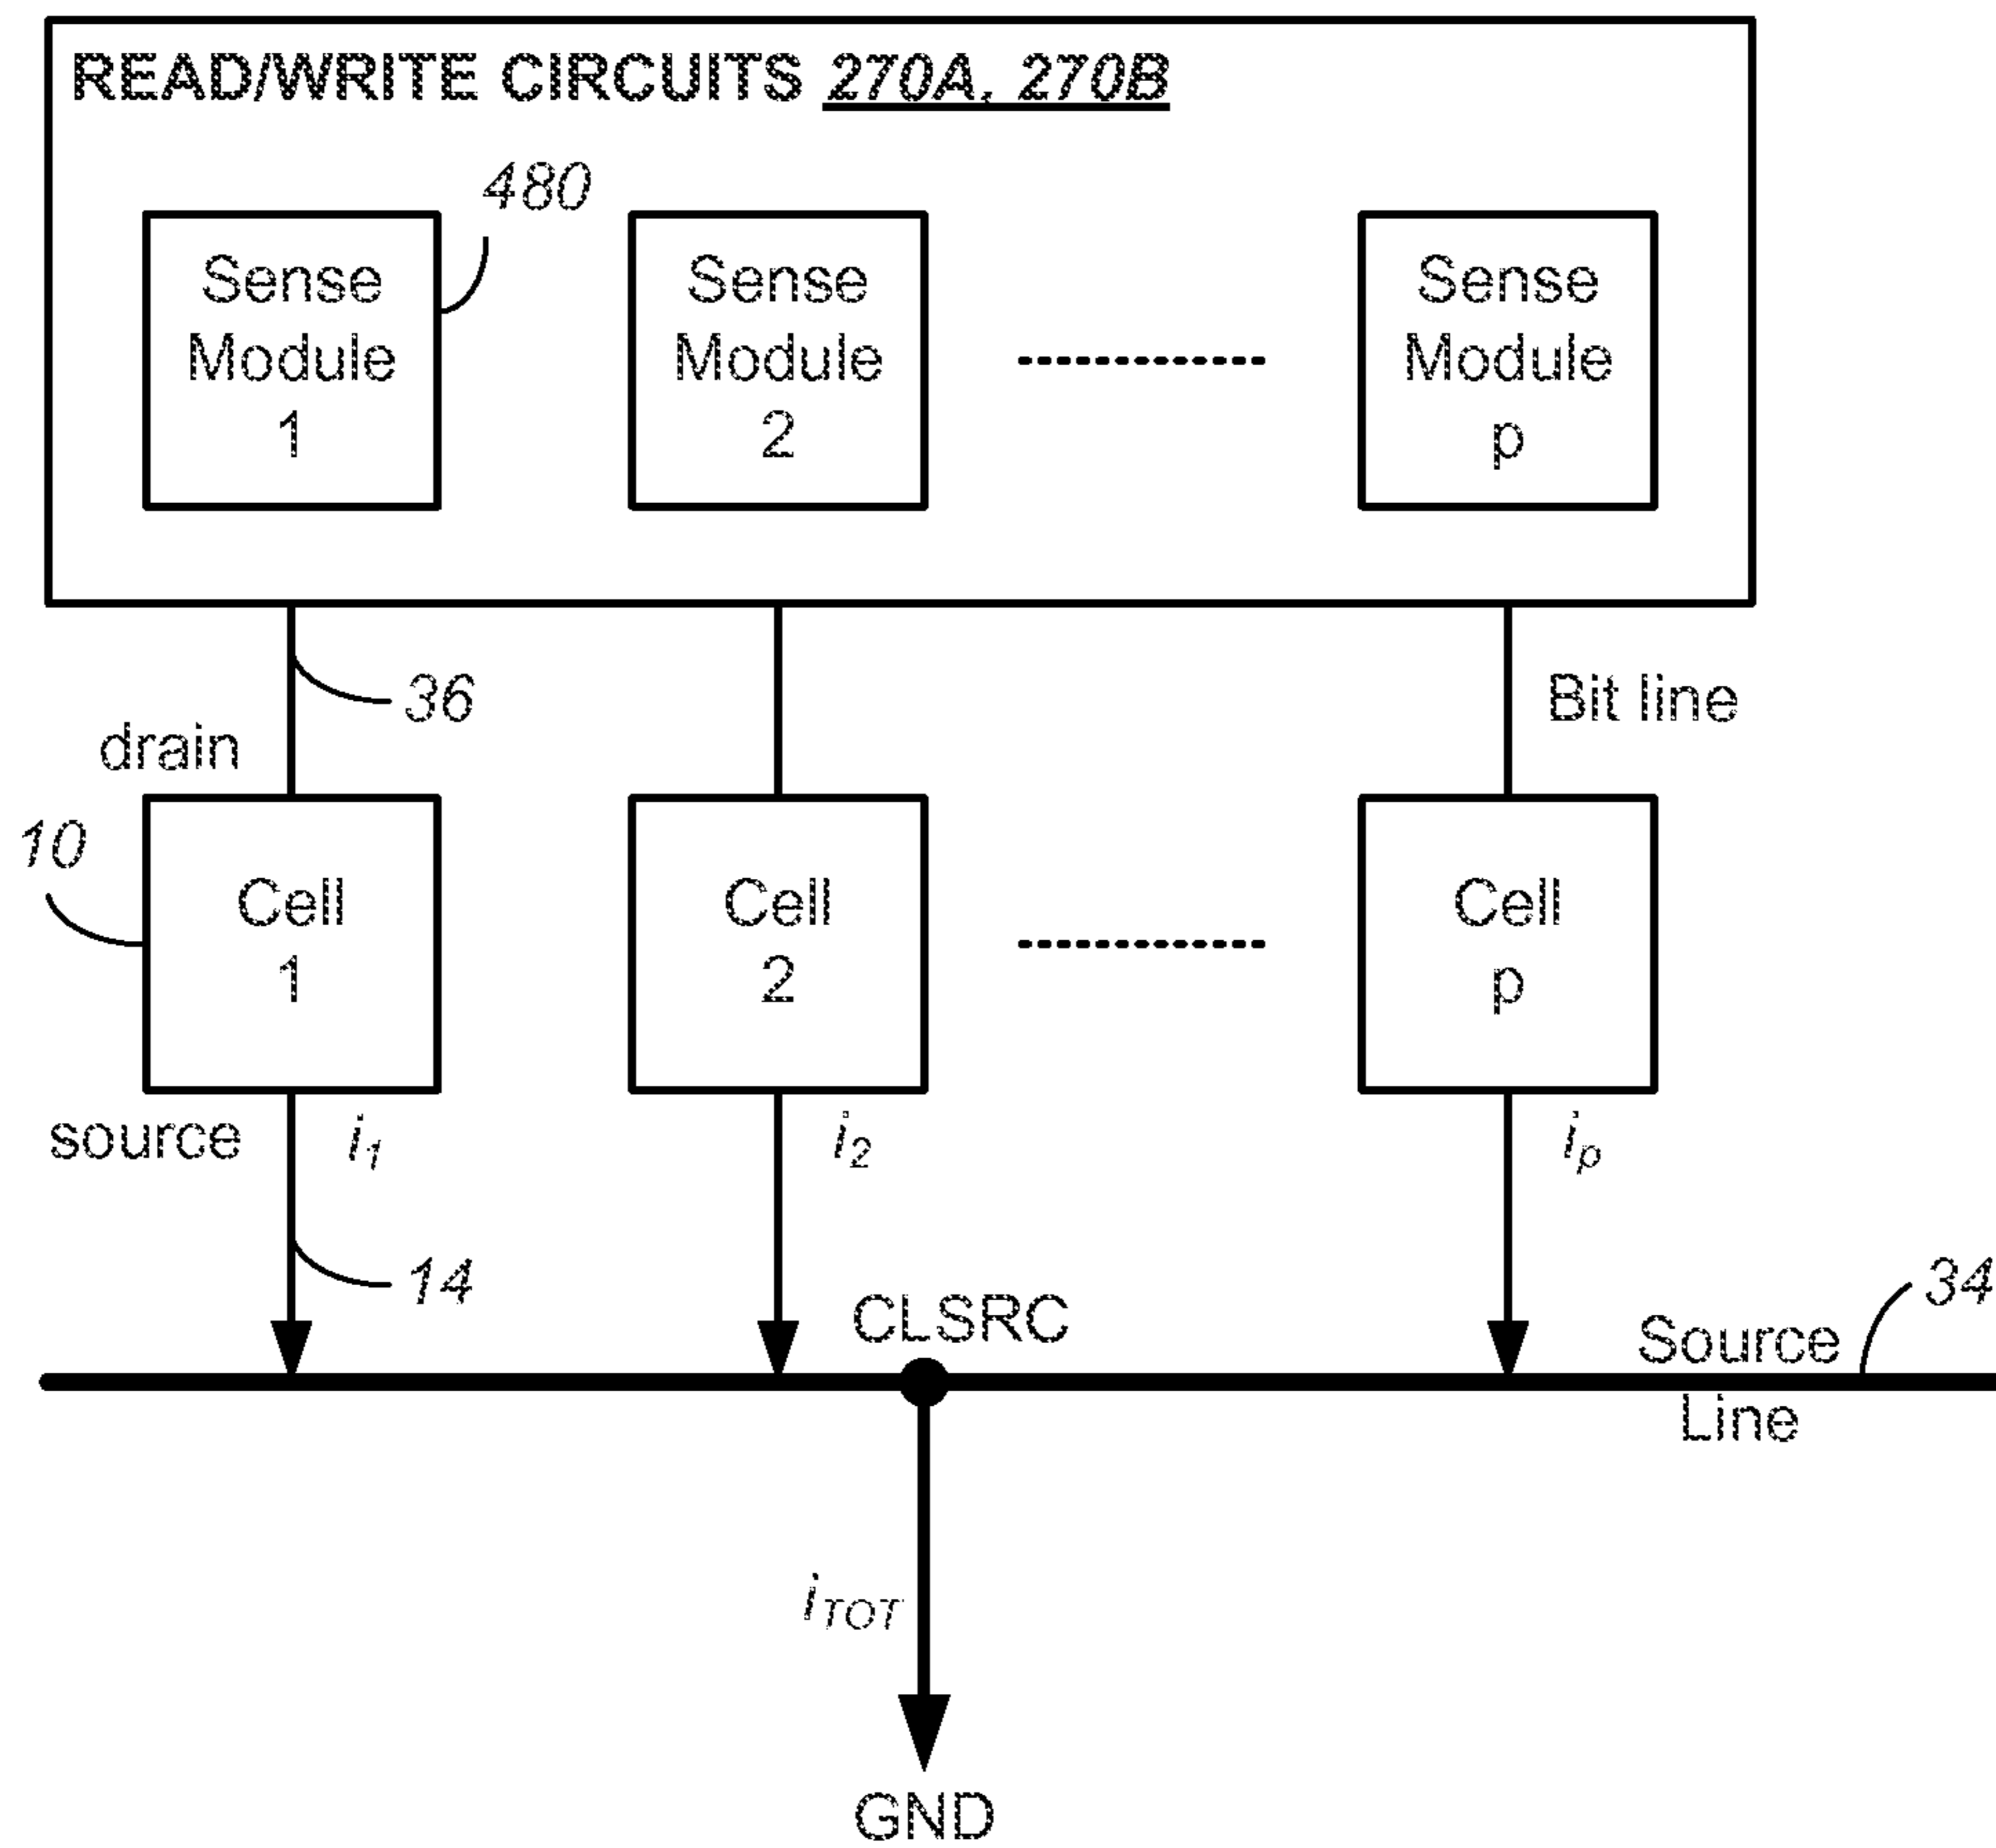 READ/WRITE CIRCUITS 270A, 270B
480
Sense
Module
1
Sense
Module
2
Sense
Module
p
36
drain
Bit line
10
Cell
1
Cell
2
Cell
p
source
i1
i2
ip
14
CLSRC
34
Source
Line
iTOT
GND